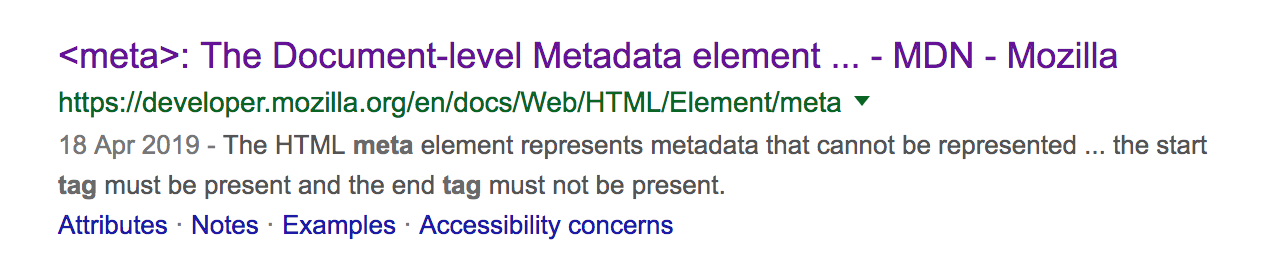 <meta>: The Document-level Metadata element ... - MDN - Mozilla
https://developer.mozilla.org/en/docs/Web/HTML/Element/meta
18 Apr 2019 - The HTML meta element represents metadata that cannot be represented ... the start
tag must be present and the end tag must not be present.
Attributes · Notes · Examples · Accessibility concerns